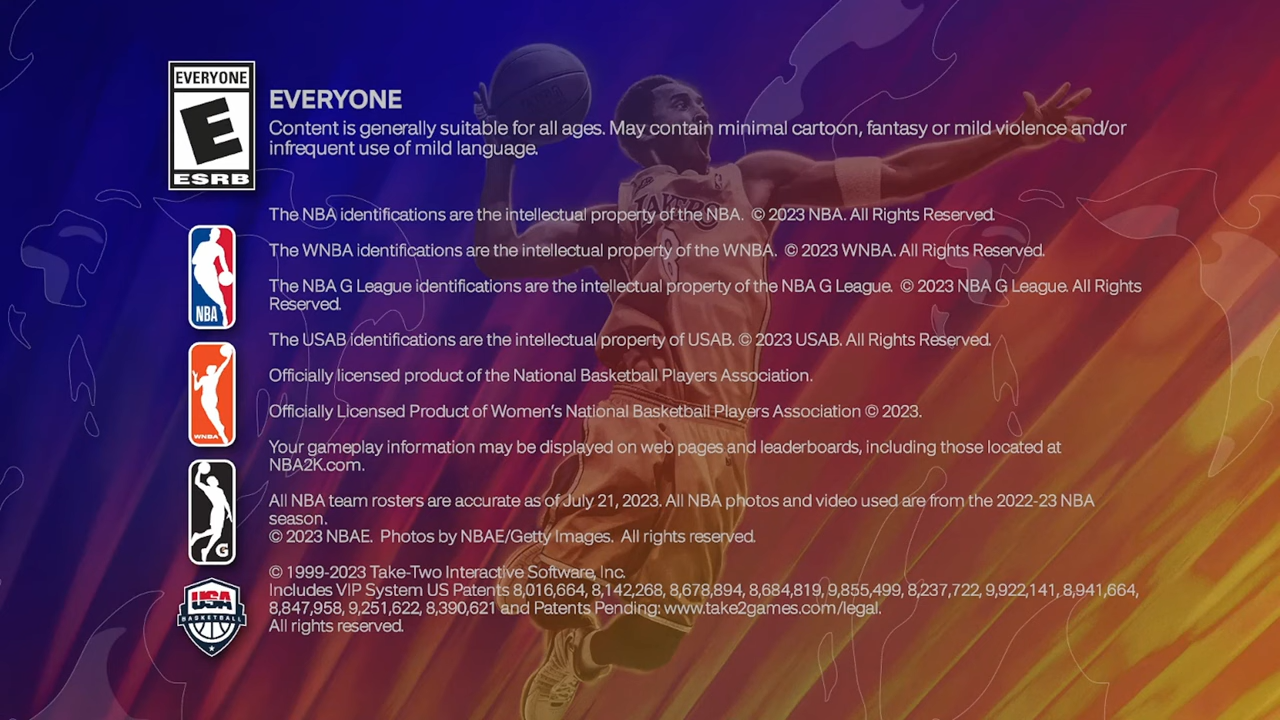 EVERYONE
E
ESRB
EVERYONE
Content is generally suitable for all ages. May contain minimal cartoon, fantasy or mild violence and/or
infrequent use of mild language.
The NBA identifications are the intellectual property of the NBA. © 2023 NBA. All Rights Reserved.
The WNBA identifications are the intellectual property of the WNBA. © 2023 WNBA. All Rights Reserved.
The NBA G League identifications are the intellectual property of the NBA G League. © 2023 NBA G League. All Rights
Reserved.
NBA
The USAB identifications are the intellectual property of USAB. © 2023 USAB. All Rights Reserved.
Officially licensed product of the National Basketball Players Association.
Officially Licensed Product of Women's National Basketball Players Association © 2023.
WNBA
Your gameplay information may be displayed on web pages and leaderboards, including those located at
NBA2K.com.
All NBA team rosters are accurate as of July 21, 2023. All NBA photos and video used are from the 2022-23 NBA
season.
© 2023 NBAE. Photos by NBAE/Getty Images. All rights reserved.
G
© 1999-2023 Take-Two Interactive Software, Inc.
Includes VIP System US Patents 8,016,664, 8,142,268, 8,678,894, 8,684,819, 9,855,499, 8,237,722, 9,922,141, 8,941,664,
8,847,958, 9,251,622, 8,390,621 and Patents Pending: www.take2games.com/legal.
All rights reserved.
USA
BASKETBALL
LAKERS
8